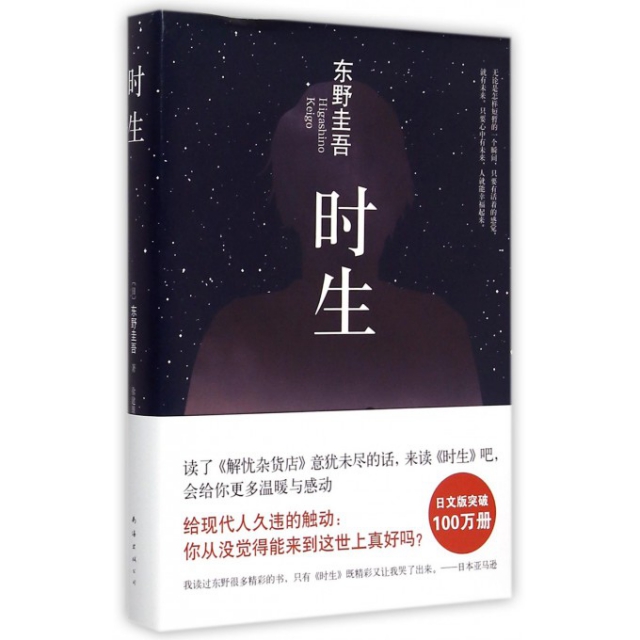 东野圭吾
Higashino
Keigo
时生
无论是怎样短暂的一个瞬间，只要有活着的感觉，
就有未来。只要心中有未来，人就能幸福起来。
读了《解忧杂货店》意犹未尽的话，来读《时生》吧，
会给你更多温暖与感动
给现代人久违的触动：
你从没觉得能来到这世上真好吗？
我读过东野很多精彩的书，只有《时生》既精彩又让我哭了出来。——日本亚马逊
日文版突破
100万册
时生
〔日〕东野圭吾 著
南海出版公司